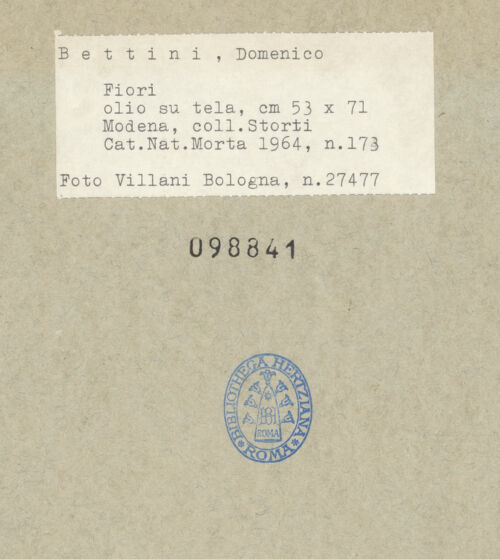 Bettini, Domenico
Fiori
olio su tela, cm 53 x 71
Modena, coll.Storti
Cat.Nat.Morta 1964, n.173
Foto Villani Bologna, n.27477
098841
BIBLIOTHECA HERTZIANA
ROMA
ROMA